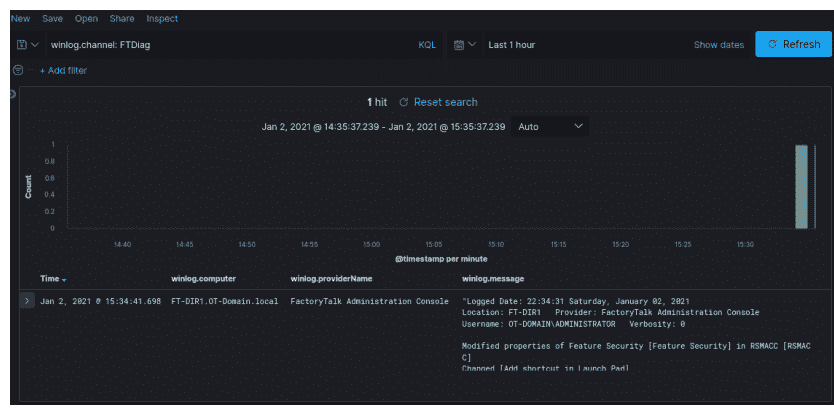 New Save Open Share Inspect
winlog.channel: FTDiag KQL Last 1 hour Show dates Refresh
+ Add filter
1 hit Reset search
Jan 2, 2021 @ 14:35:37.239 - Jan 2, 2021 @ 15:35:37.239 Auto
1
0.8
0.6
0.4
0.2
0
Count
14:40 14:45 14:50 14:55 15:00 15:05 15:10 15:15 15:20 15:25 15:30
@timestamp per minute
Time winlog.computer winlog.providerName winlog.message
Jan 2, 2021 @ 15:34:41.698 FT-DIR1.OT-Domain.local FactoryTalk Administration Console "Logged Date: 22:34:31 Saturday, January 02, 2021
Location: FT-DIR1 Provider: FactoryTalk Administration Console
Username: OT-DOMAIN\ADMINISTRATOR Verbosity: 0
Modified properties of Feature Security [Feature Security] in RSMACC [RSMAC
C]
Changed [Add shortcut in Launch Pad]